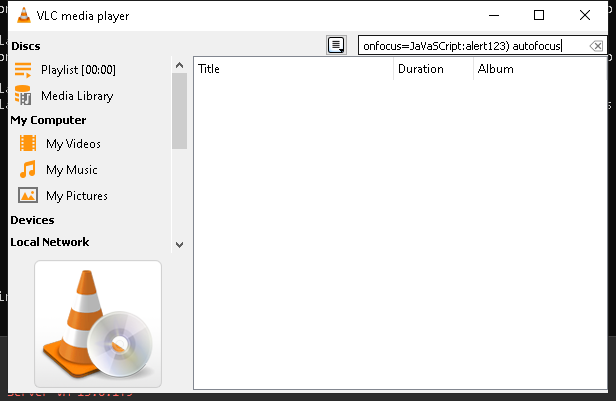 VLC media player
Discs
onfocus=JaVaSCript:alert123) autofocus
Playlist [00:00]
Title
Duration
Album
Media Library
My Computer
My Videos
My Music
My Pictures
Devices
Local Network